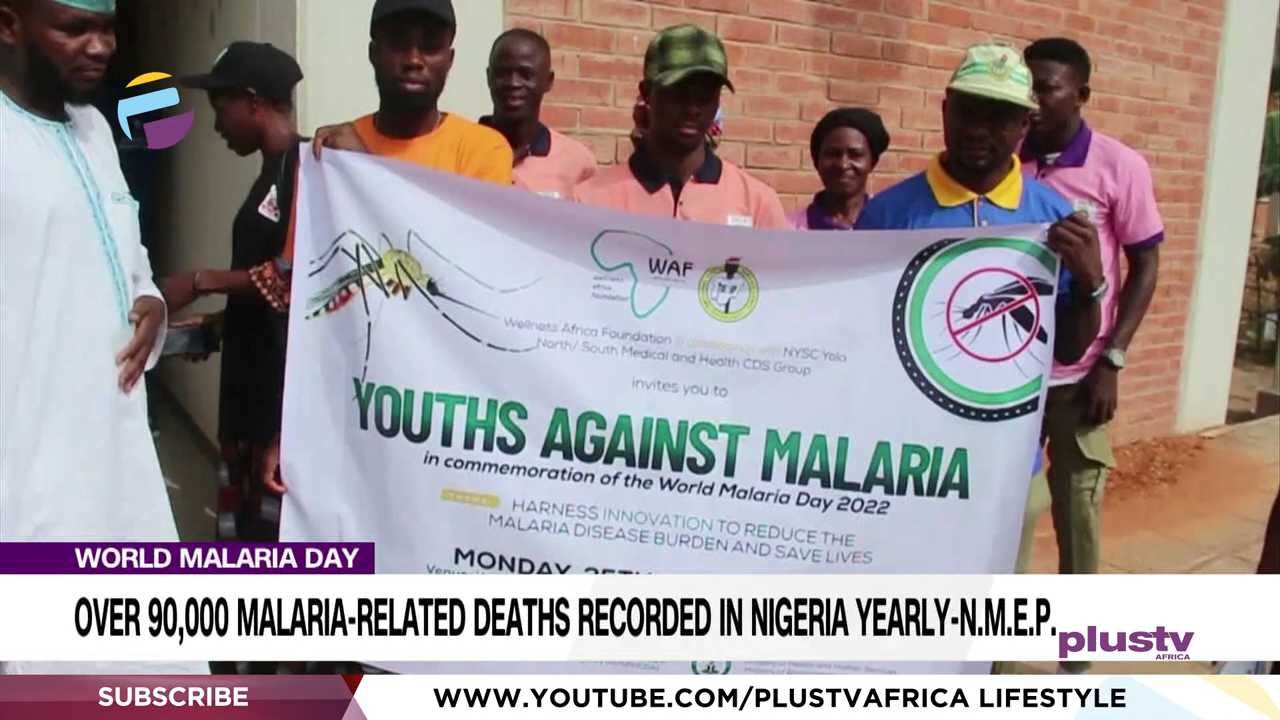 WAF
Wellness Africa Foundation NYSC Yola
North/ South Medical and Health CDS Group
invites you to
YOUTHS AGAINST MALARIA
in commemoration of the World Malaria Day 2022
HARNESS INNOVATION TO REDUCE THE
MALARIA DISEASE BURDEN AND SAVE LIVES
MONDAY
WORLD MALARIA DAY
OVER 90,000 MALARIA-RELATED DEATHS RECORDED IN NIGERIA YEARLY-N.M.E.P.
plustv
AFRICA
SUBSCRIBE
WWW.YOUTUBE.COM/PLUSTVAFRICA LIFESTYLE